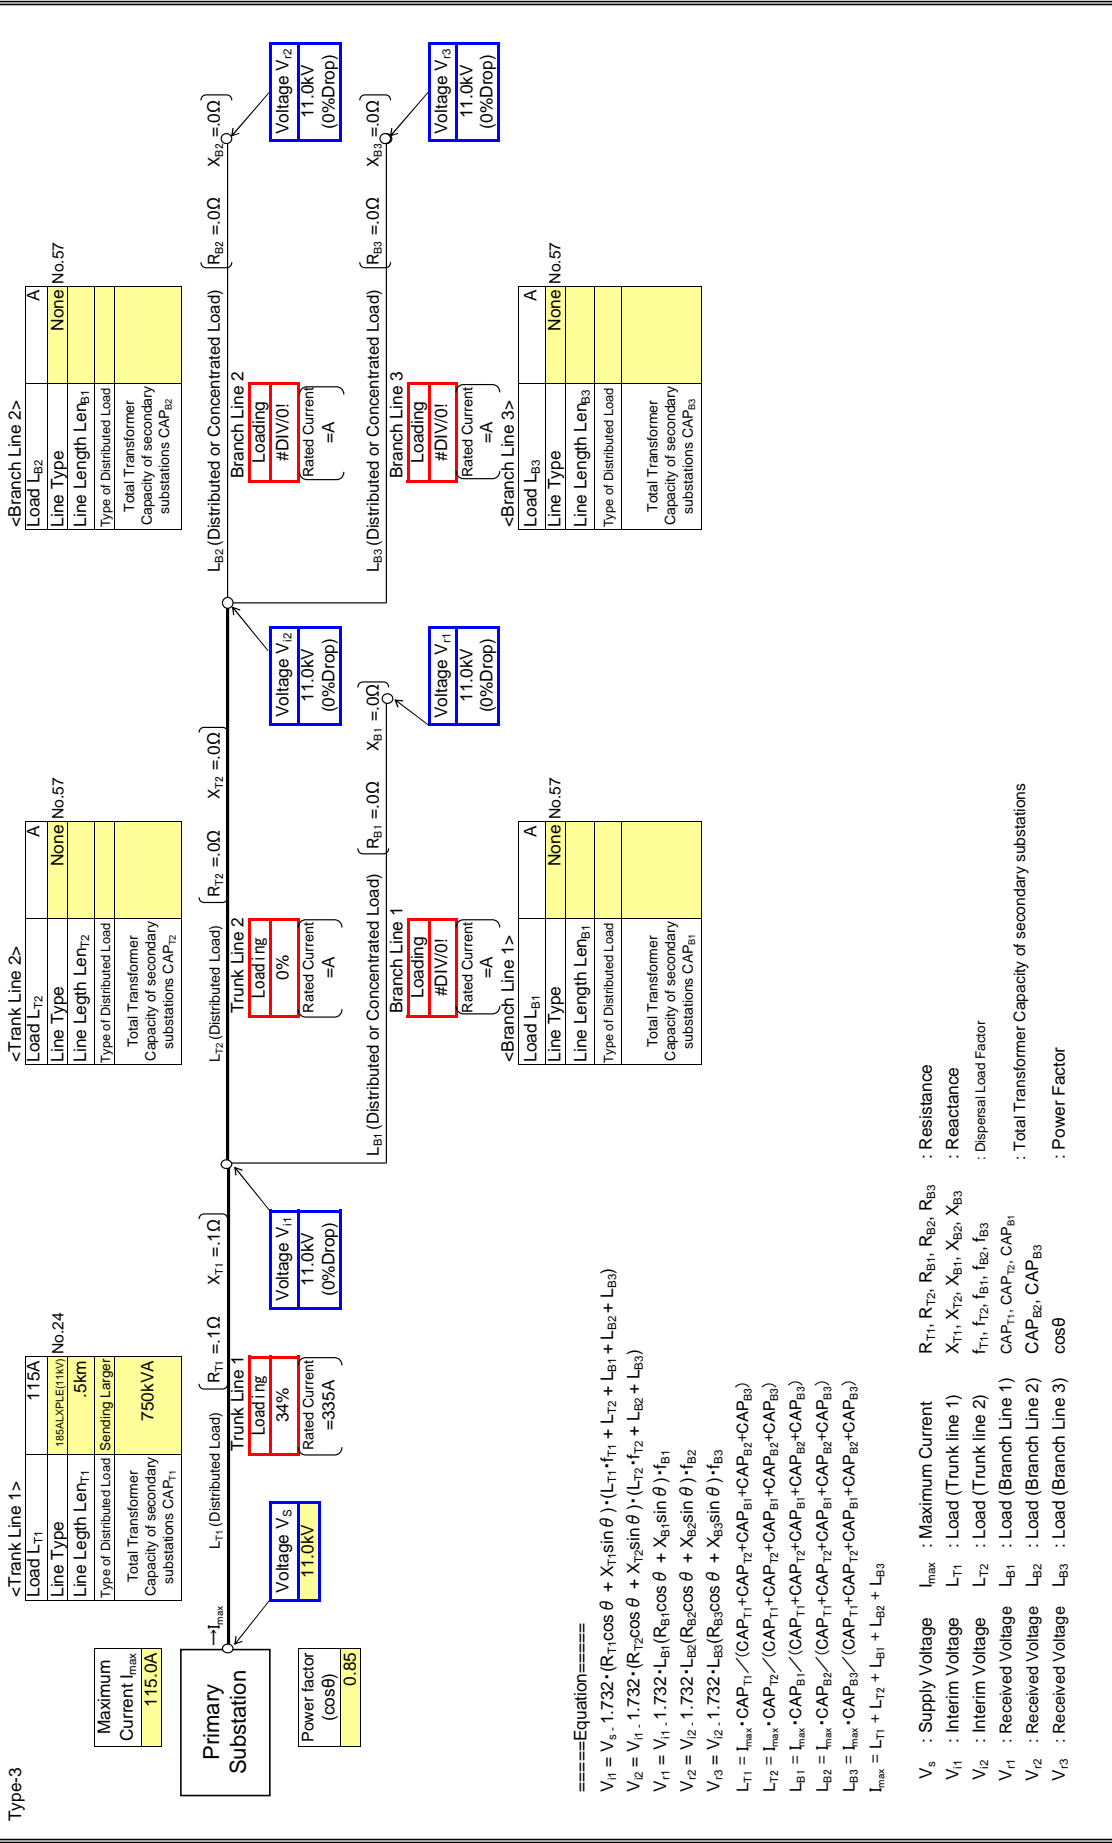 Type-3
Maximum
Current Imax
115.0A
Primary
Substation
Power factor
(cosθ)
0.85
→Imax
Voltage VS
11.0kV
<Trank Line 1>
Load LT1 115A
Line Type 185ALXPLE(11kV) No.24
Line Legth LenT1 .5km
Type of Distributed Load Sending Larger
Total Transformer
Capacity of secondary
substations CAPT1
750kVA
LT1 (Distributed Load) RT1 =.1Ω XT1 =.1Ω
Trunk Line 1
Loading
34%
Rated Current
=335A
Voltage Vi1
11.0kV
(0%Drop)
<Trank Line 2>
Load LT2 A
Line Type None No.57
Line Length LenT2
Type of Distributed Load
Total Transformer
Capacity of secondary
substations CAPT2
LT2 (Distributed Load) RT2 =.0Ω XT2 =.0Ω
Trunk Line 2
Loading
0%
Rated Current
=A
Voltage Vi2
11.0kV
(0%Drop)
LB1 (Distributed or Concentrated Load) RB1 =.0Ω XB1 =.0Ω
Branch Line 1
Loading
#DIV/0!
Rated Current
=A
Voltage Vr1
11.0kV
(0%Drop)
<Branch Line 1>
Load LB1 A
Line Type None No.57
Line Length LenB1
Type of Distributed Load
Total Transformer
Capacity of secondary
substations CAPB1
<Branch Line 2>
Load LB2 A
Line Type None No.57
Line Length LenB1
Type of Distributed Load
Total Transformer
Capacity of secondary
substations CAPB2
LB2 (Distributed or Concentrated Load) RB2 =.0Ω XB2 =.0Ω
Branch Line 2
Loading
#DIV/0!
Rated Current
=A
Voltage Vr2
11.0kV
(0%Drop)
LB3 (Distributed or Concentrated Load) RB3 =.0Ω XB3 =.0Ω
Branch Line 3
Loading
#DIV/0!
Rated Current
=A
Voltage Vr3
11.0kV
(0%Drop)
<Branch Line 3>
Load LB3 A
Line Type None No.57
Line Length LenB3
Type of Distributed Load
Total Transformer
Capacity of secondary
substations CAPB3
=====Equation=====
Vi1 = Vs - 1.732•(RT1cos θ + XT1sin θ)•(LT1•fT1 + LT2 + LB1 + LB2 + LB3)
Vi2 = Vi1 - 1.732•(RT2cos θ + XT2sin θ)•(LT2•fT2 + LB2 + LB3)
Vr1 = Vi1 - 1.732•LB1(RB1cos θ + XB1sin θ)•fB1
Vr2 = Vi2 - 1.732•LB2(RB2cos θ + XB2sin θ)•fB2
Vr3 = Vi2 - 1.732•LB3(RB3cos θ + XB3sin θ)•fB3
LT1 = Imax•CAPT1／(CAPT1+CAPT2+CAPB1+CAPB2+CAPB3)
LT2 = Imax•CAPT2／(CAPT1+CAPT2+CAPB1+CAPB2+CAPB3)
LB1 = Imax•CAPB1／(CAPT1+CAPT2+CAPB1+CAPB2+CAPB3)
LB2 = Imax•CAPB2／(CAPT1+CAPT2+CAPB1+CAPB2+CAPB3)
LB3 = Imax•CAPB3／(CAPT1+CAPT2+CAPB1+CAPB2+CAPB3)
Imax = LT1 + LT2 + LB1 + LB2 + LB3
Vs : Supply Voltage Imax : Maximum Current RT1, RT2, RB1, RB2, RB3 : Resistance
Vi1 : Interim Voltage LT1 : Load (Trunk line 1) XT1, XT2, XB1, XB2, XB3 : Reactance
Vi2 : Interim Voltage LT2 : Load (Trunk line 2) fT1, fT2, fB1, fB2, fB3 : Dispersal Load Factor
Vr1 : Received Voltage LB1 : Load (Branch Line 1) CAPT1, CAPT2, CAPB1 : Total Transformer Capacity of secondary substations
Vr2 : Received Voltage LB2 : Load (Branch Line 2) CAPB2, CAPB3
Vr3 : Received Voltage LB3 : Load (Branch Line 3) cosθ : Power Factor